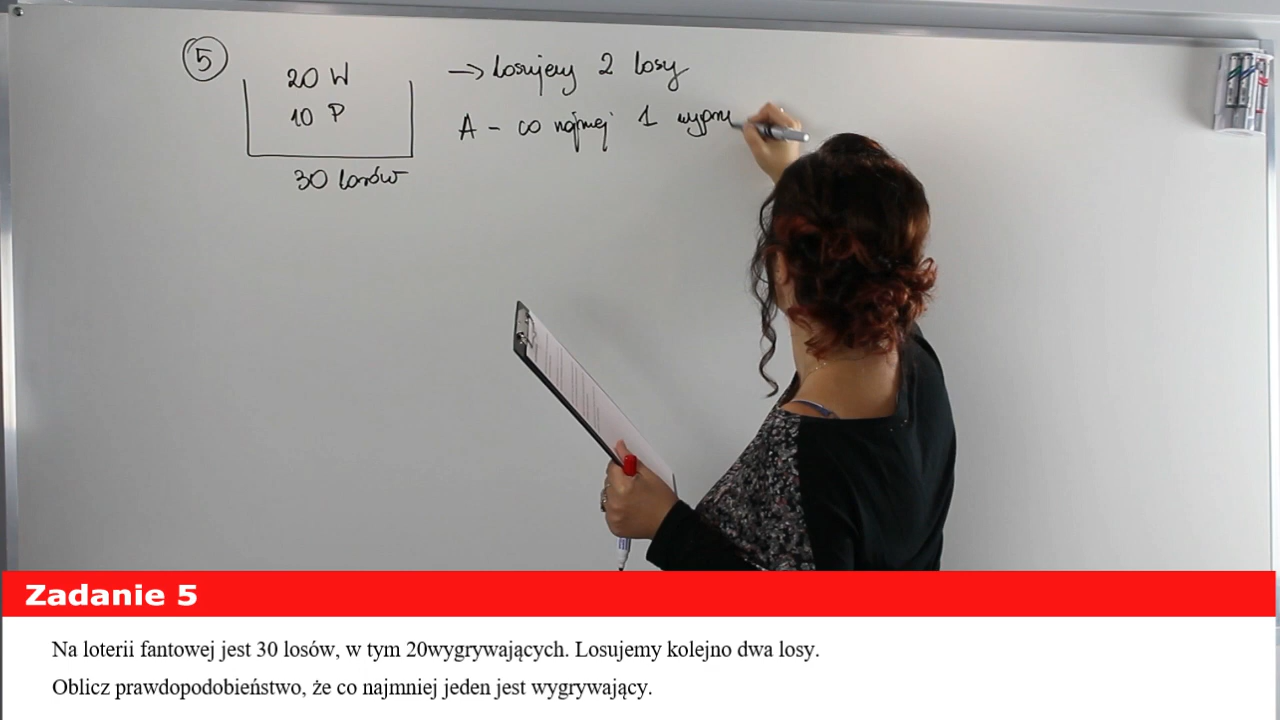 5
20 W
10 P
30 losów
→ Losujemy 2 losy
A - co najmniej 1
Zadanie 5
Na loterii fantowej jest 30 losów, w tym 20wygrywających. Losujemy kolejno dwa losy.
Oblicz prawdopodobieństwo, że co najmniej jeden jest wygrywający.